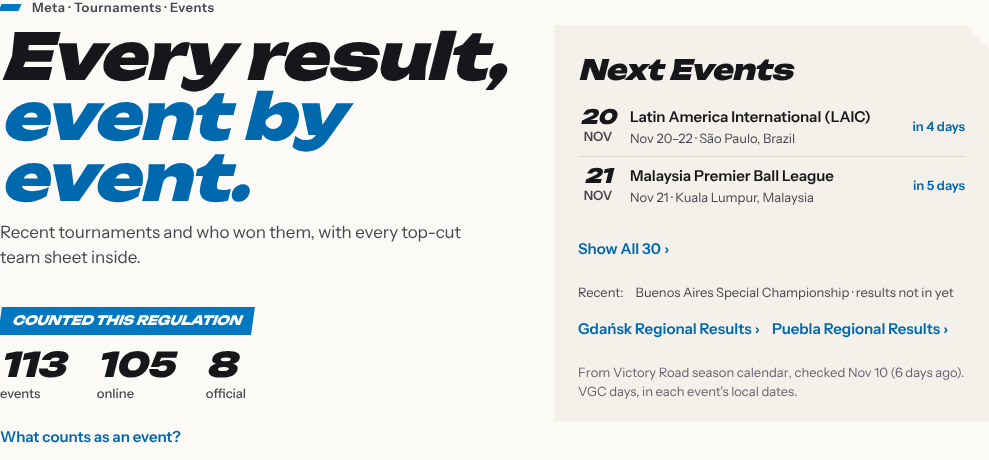 Meta · Tournaments · Events
Every result,
event by
event.
Recent tournaments and who won them, with every top-cut
team sheet inside.
COUNTED THIS REGULATION
113 105 8
events online official
What counts as an event?
Next Events
20 Latin America International (LAIC)
NOV Nov 20–22 · São Paulo, Brazil
in 4 days
21 Malaysia Premier Ball League
NOV Nov 21 · Kuala Lumpur, Malaysia
in 5 days
Show All 30 ›
Recent: Buenos Aires Special Championship · results not in yet
Gdańsk Regional Results › Puebla Regional Results ›
From Victory Road season calendar, checked Nov 10 (6 days ago).
VGC days, in each event's local dates.